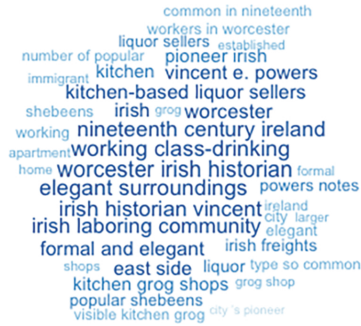 common in nineteenth
workers in worcester
liquor sellers established
number of popular pioneer irish
immigrant kitchen vincent e. powers
kitchen-based liquor sellers
shebeens irish grog worcester
working nineteenth century ireland
apartment working class-drinking
home worcester irish historian formal
elegant surroundings powers notes
irish historian vincent ireland
city larger
irish laboring community elegant
formal and elegant irish freights
shops east side liquor type so common
kitchen grog shops grog shop
popular shebeens
visible kitchen grog city 's pioneer